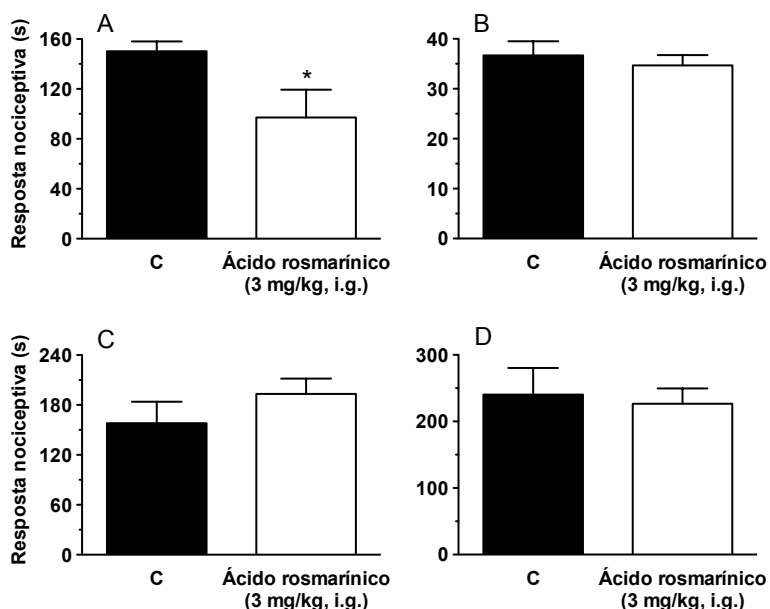 A
Resposta nociceptiva (s)
160
120
80
40
0
*
C
Ácido rosmarínico
(3 mg/kg, i.g.)
B
40
30
20
10
0
C
Ácido rosmarínico
(3 mg/kg, i.g.)
C
Resposta nociceptiva (s)
240
180
120
60
0
C
Ácido rosmarínico
(3 mg/kg, i.g.)
D
300
200
100
0
C
Ácido rosmarínico
(3 mg/kg, i.g.)